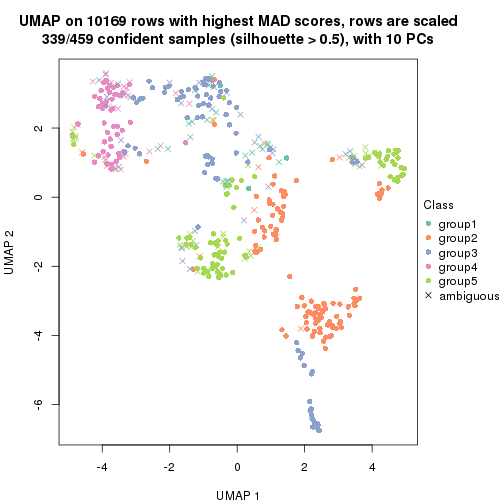 UMAP on 10169 rows with highest MAD scores, rows are scaled
339/459 confident samples (silhouette > 0.5), with 10 PCs
2
0
-2
-4
-6
UMAP 2
-4
-2
0
2
4
UMAP 1
Class
group1
group2
group3
group4
group5
ambiguous